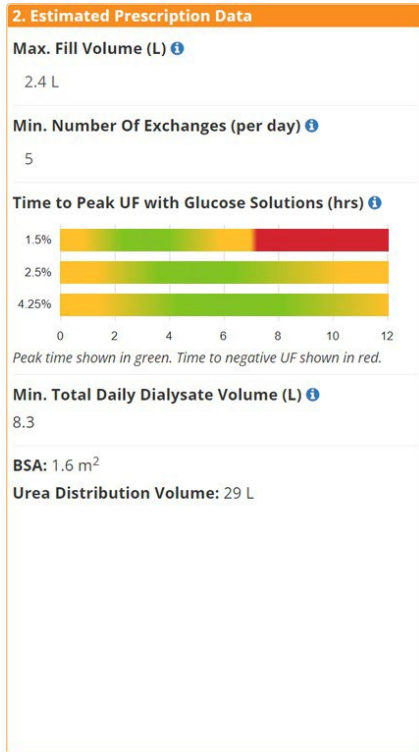 2. Estimated Prescription Data
Max. Fill Volume (L)
2.4 L
Min. Number Of Exchanges (per day)
5
Time to Peak UF with Glucose Solutions (hrs)
1.5%
2.5%
4.25%
0 2 4 6 8 10 12
Peak time shown in green. Time to negative UF shown in red.
Min. Total Daily Dialysate Volume (L)
8.3
BSA: 1.6 m²
Urea Distribution Volume: 29 L